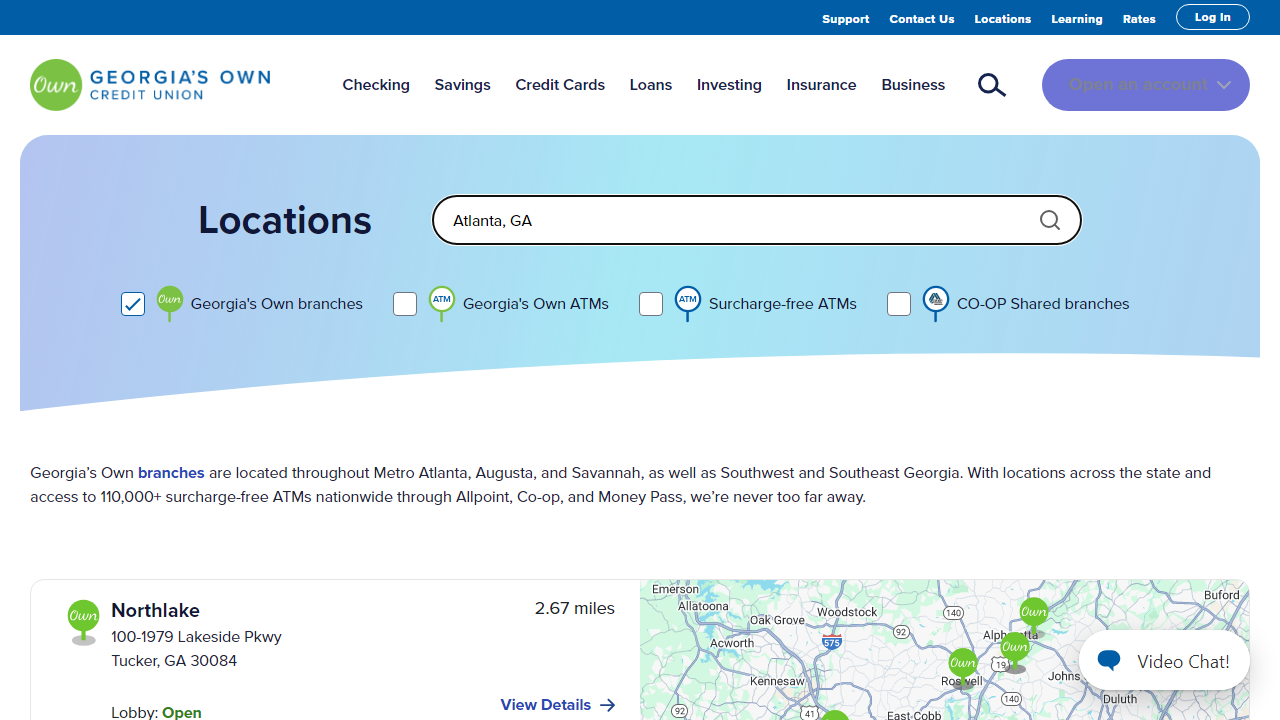 Support Contact Us Locations Learning Rates Log In
Own GEORGIA'S OWN
CREDIT UNION
Checking Savings Credit Cards Loans Investing Insurance Business Open an account
Locations
Atlanta, GA
Own Georgia's Own branches ATM Georgia's Own ATMs ATM Surcharge-free ATMs CO-OP Shared branches
Georgia’s Own branches are located throughout Metro Atlanta, Augusta, and Savannah, as well as Southwest and Southeast Georgia. With locations across the state and
access to 110,000+ surcharge-free ATMs nationwide through Allpoint, Co-op, and Money Pass, we’re never too far away.
Own Northlake 2.67 miles
100-1979 Lakeside Pkwy
Tucker, GA 30084
View Details
Lobby: Open
Emerson
Allatoona
Woodstock
Oak Grove
140
Buford
Own
92
Acworth
575
Alpharetta
Own
Own
19
Roswell
Kennesaw
Johns
140
Duluth
92
41
East Cobb
Video Chat!